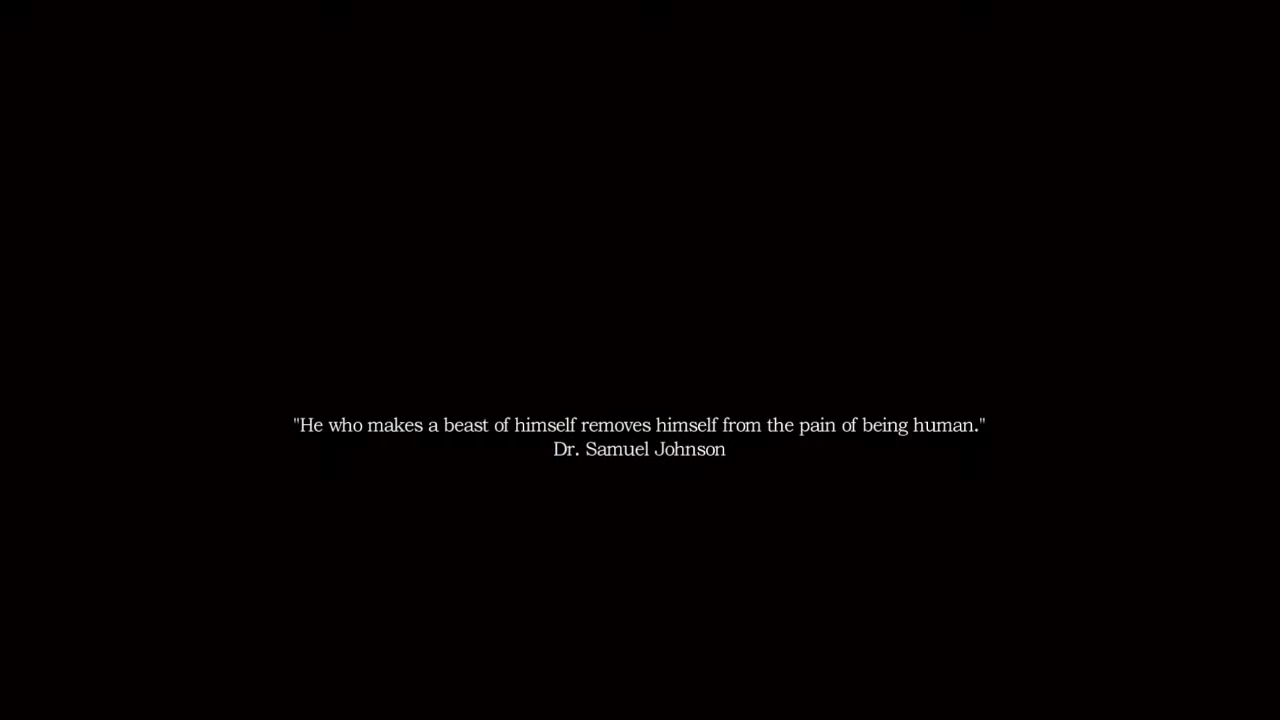 "He who makes a beast of himself removes himself from the pain of being human."
Dr. Samuel Johnson